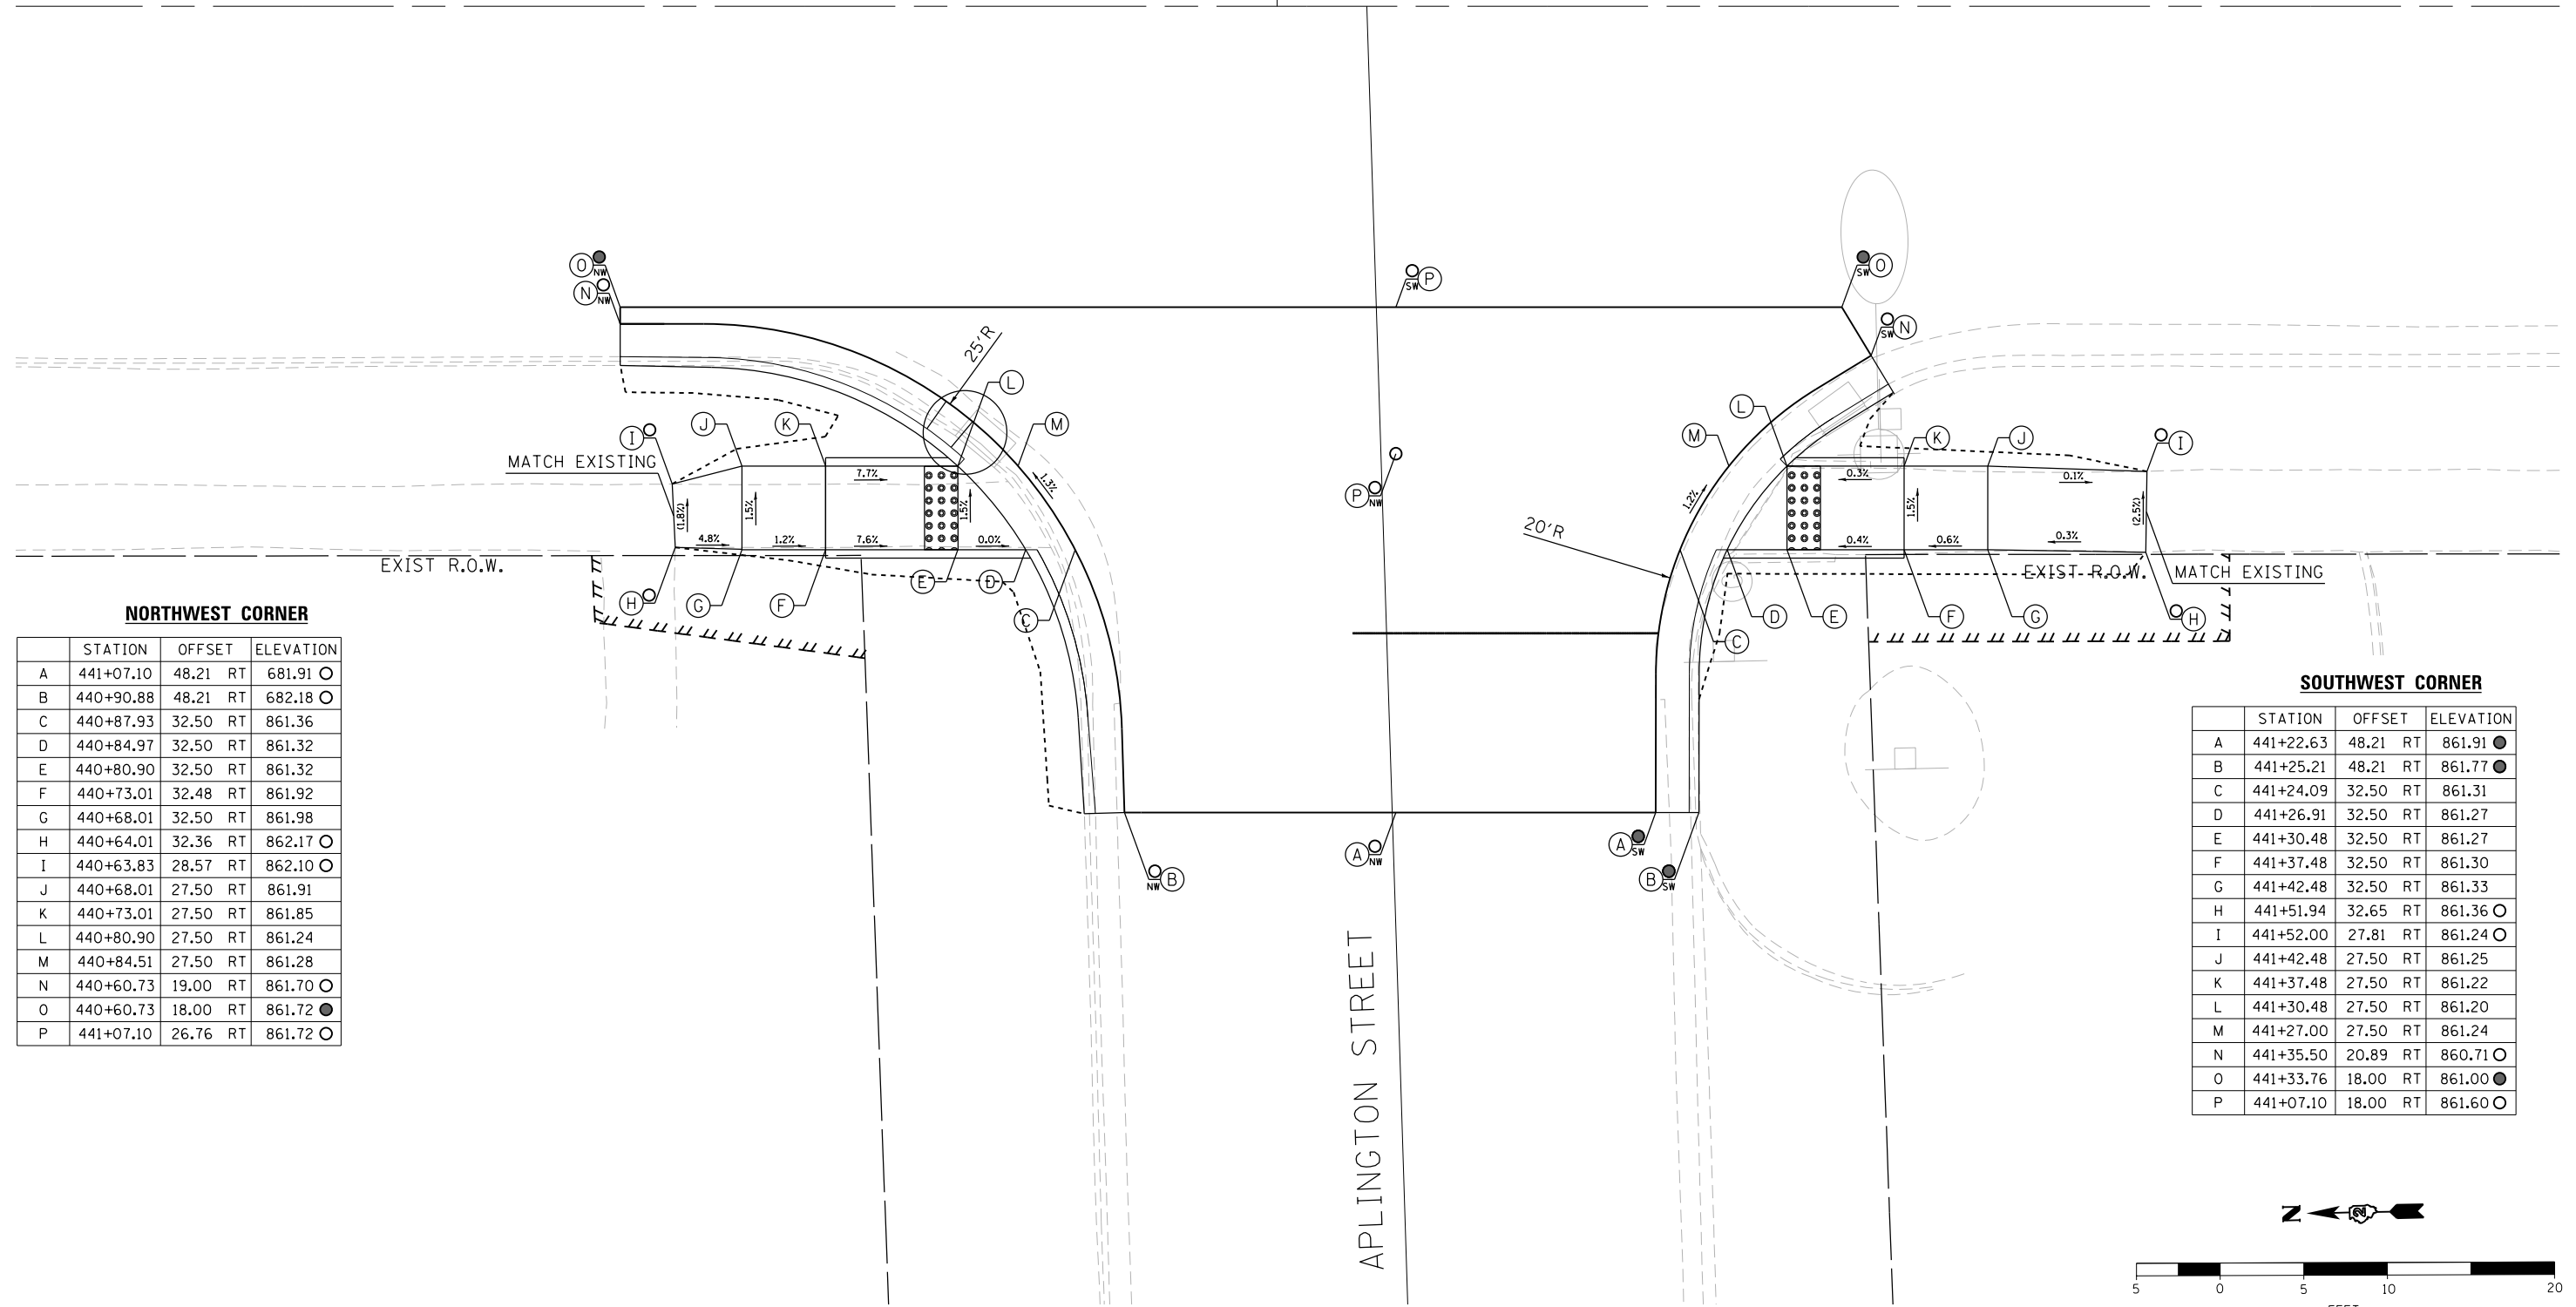 O
NW
N
NW
P
SW
SW
O
SW
N
25'R
L
L
M
M
I
J
K
K
J
I
MATCH EXISTING
7.7%
1.3%
1.2%
0.3%
0.1%
(1.8%)
1.5%
1.5%
1.5%
(2.5%)
P
NW
4.8%
1.2%
7.6%
0.0%
0.4%
0.6%
0.3%
20'R
EXIST R.O.W.
EXIST R.O.W.
MATCH EXISTING
H
G
F
E
D
C
C
D
E
F
G
H
A
NW
NW
B
A
SW
B
SW
APLINGTON STREET
NORTHWEST CORNER
STATION OFFSET ELEVATION
A 441+07.10 48.21 RT 681.91
B 440+90.88 48.21 RT 682.18
C 440+87.93 32.50 RT 861.36
D 440+84.97 32.50 RT 861.32
E 440+80.90 32.50 RT 861.32
F 440+73.01 32.48 RT 861.92
G 440+68.01 32.50 RT 861.98
H 440+64.01 32.36 RT 862.17
I 440+63.83 28.57 RT 862.10
J 440+68.01 27.50 RT 861.91
K 440+73.01 27.50 RT 861.85
L 440+80.90 27.50 RT 861.24
M 440+84.51 27.50 RT 861.28
N 440+60.73 19.00 RT 861.70
O 440+60.73 18.00 RT 861.72
P 441+07.10 26.76 RT 861.72
SOUTHWEST CORNER
STATION OFFSET ELEVATION
A 441+22.63 48.21 RT 861.91
B 441+25.21 48.21 RT 861.77
C 441+24.09 32.50 RT 861.31
D 441+26.91 32.50 RT 861.27
E 441+30.48 32.50 RT 861.27
F 441+37.48 32.50 RT 861.30
G 441+42.48 32.50 RT 861.33
H 441+51.94 32.65 RT 861.36
I 441+52.00 27.81 RT 861.24
J 441+42.48 27.50 RT 861.25
K 441+37.48 27.50 RT 861.22
L 441+30.48 27.50 RT 861.20
M 441+27.00 27.50 RT 861.24
N 441+35.50 20.89 RT 860.71
O 441+33.76 18.00 RT 861.00
P 441+07.10 18.00 RT 861.60
N
5 0 5 10 20